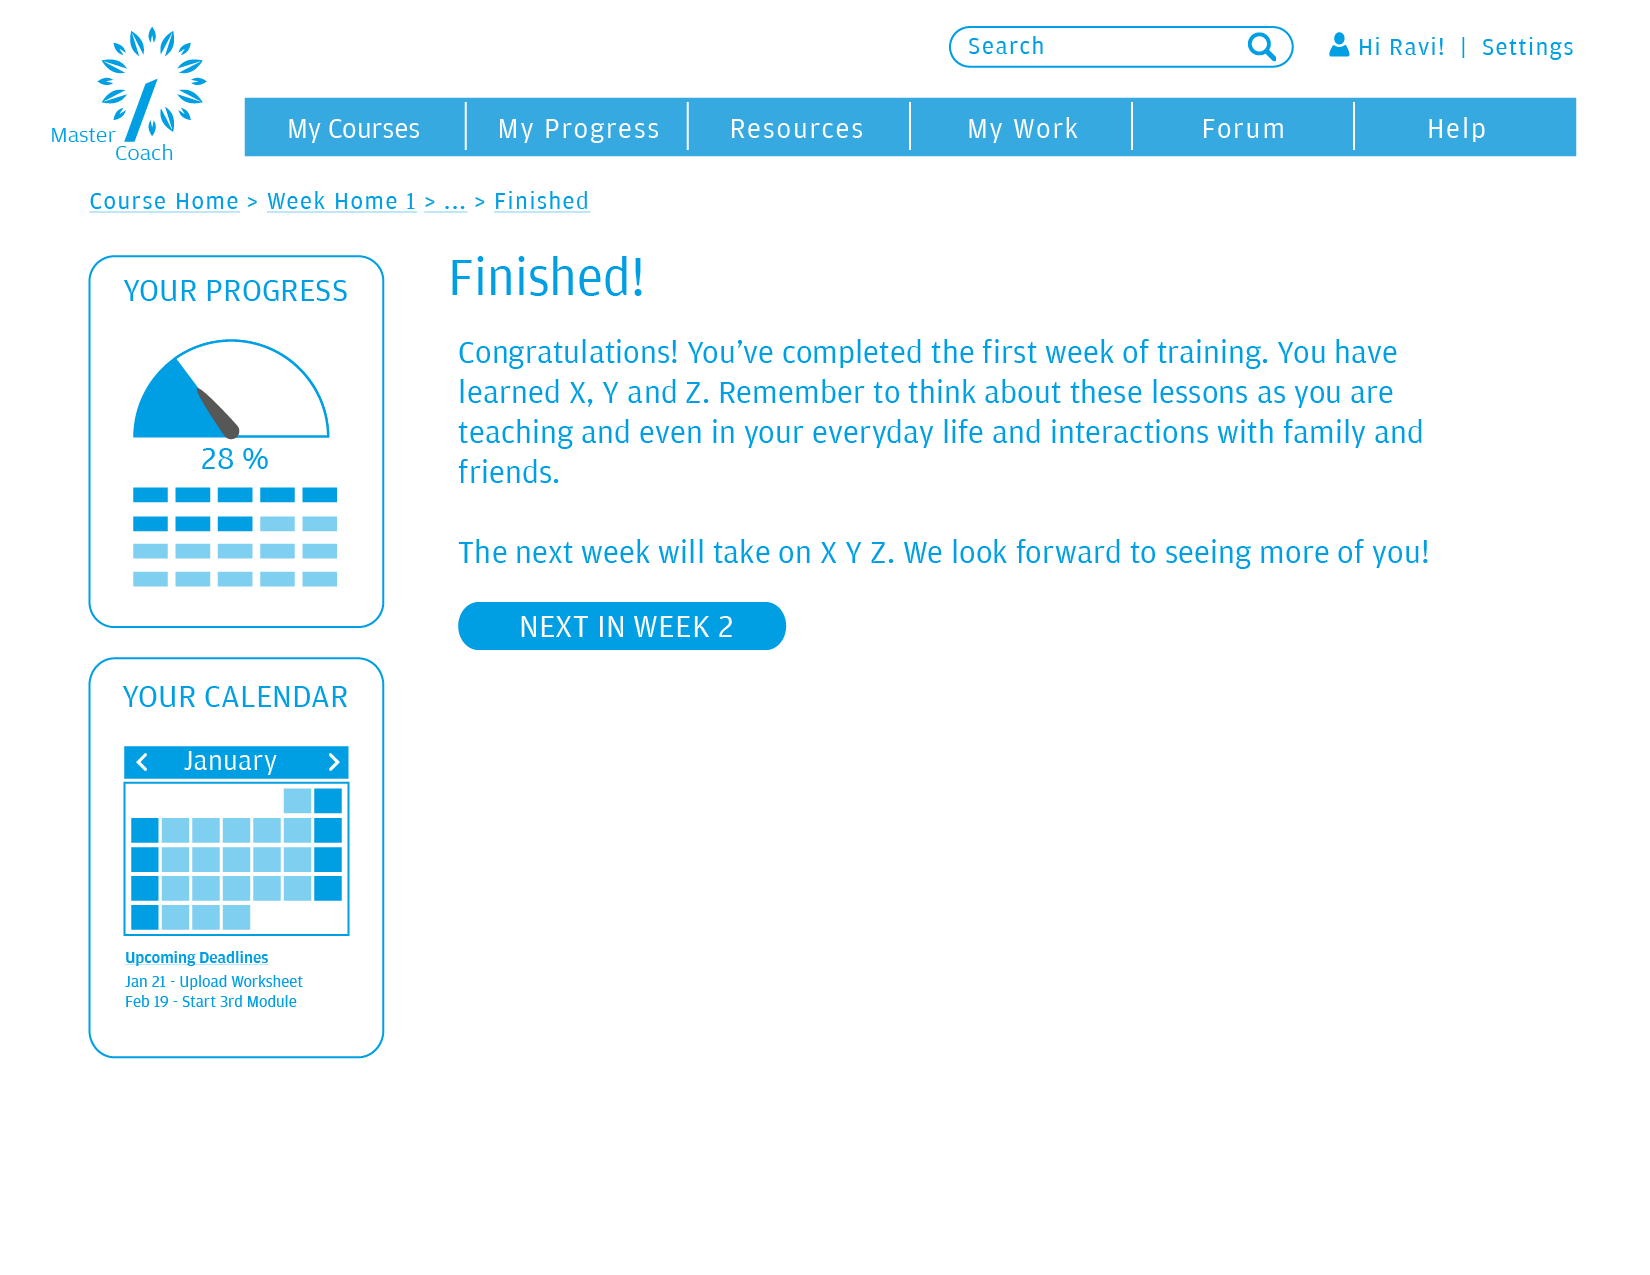 Master
Coach
Search
Hi Ravi! | Settings
My Courses
My Progress
Resources
My Work
Forum
Help
Course Home > Week Home 1 > ... > Finished
YOUR PROGRESS
28 %
YOUR CALENDAR
January
Upcoming Deadlines
Jan 21 - Upload Worksheet
Feb 19 - Start 3rd Module
Finished!
Congratulations! You’ve completed the first week of training. You have
learned X, Y and Z. Remember to think about these lessons as you are
teaching and even in your everyday life and interactions with family and
friends.
The next week will take on X Y Z. We look forward to seeing more of you!
NEXT IN WEEK 2